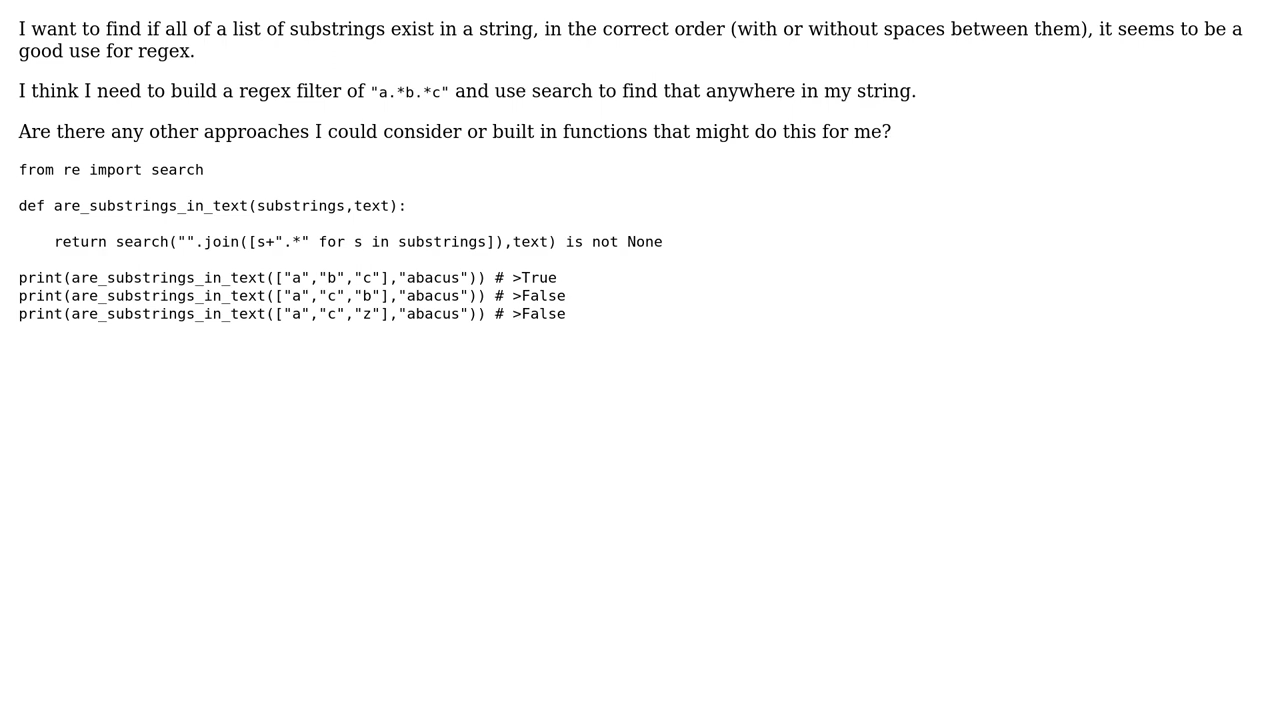 I want to find if all of a list of substrings exist in a string, in the correct order (with or without spaces between them), it seems to be a
good use for regex.
I think I need to build a regex filter of "a.*b.*c" and use search to find that anywhere in my string.
Are there any other approaches I could consider or built in functions that might do this for me?
from re import search
def are_substrings_in_text(substrings,text):
    return search("".join([s+".*" for s in substrings]),text) is not None
print(are_substrings_in_text(["a","b","c"],"abacus")) # >True
print(are_substrings_in_text(["a","c","b"],"abacus")) # >False
print(are_substrings_in_text(["a","c","z"],"abacus")) # >False